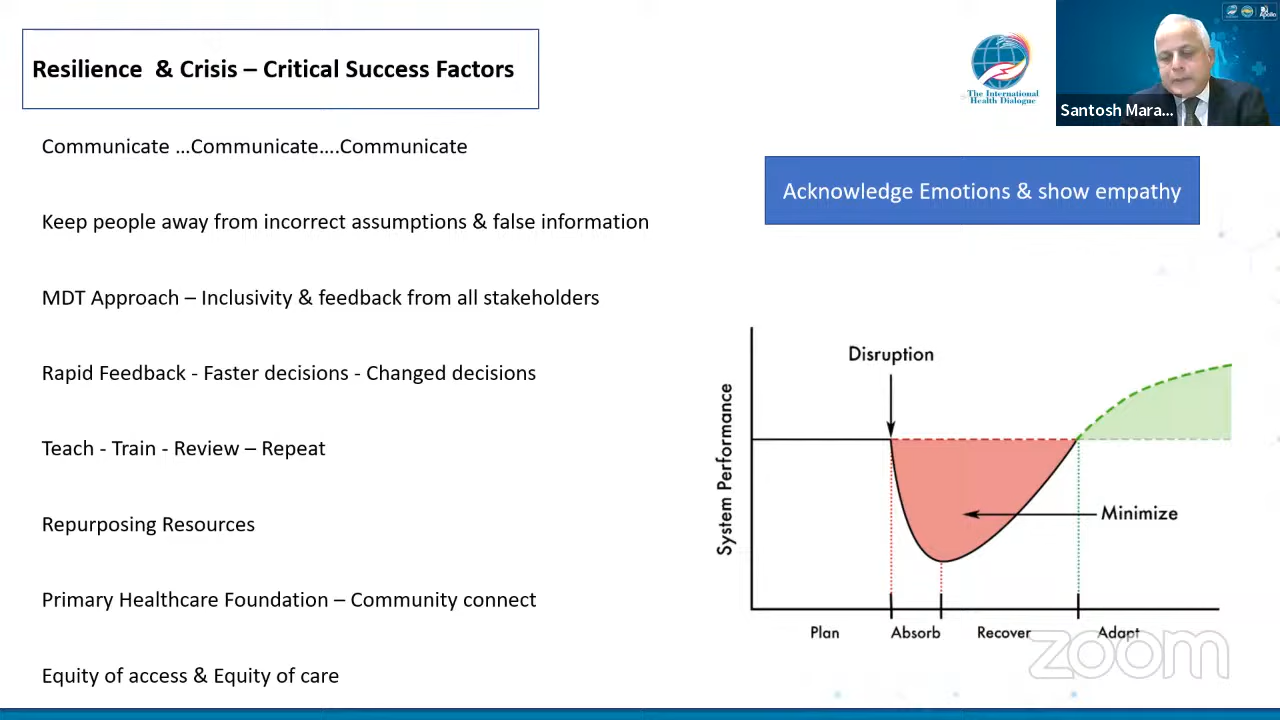 Resilience & Crisis – Critical Success Factors
Communicate …Communicate….Communicate
Keep people away from incorrect assumptions & false information
MDT Approach – Inclusivity & feedback from all stakeholders
Rapid Feedback - Faster decisions - Changed decisions
Teach - Train - Review – Repeat
Repurposing Resources
Primary Healthcare Foundation – Community connect
Equity of access & Equity of care
The International
Health Dialogue
Apollo
Santosh Mara...
Acknowledge Emotions & show empathy
Disruption
System Performance
Minimize
Plan
Absorb
Recover
Adapt
zoom